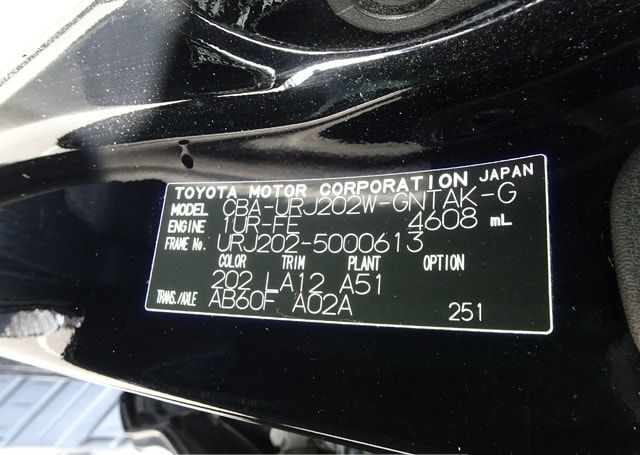 TOYOTA MOTOR CORPORATION JAPAN
MODEL CBA-URJ202W-GNTAK-G
ENGINE 1UR-FE 4608 mL
FRAME No. URJ202-5000613
COLOR TRIM PLANT OPTION
202 LA12 A51
TRANS./AXLE AB60F A02A 251